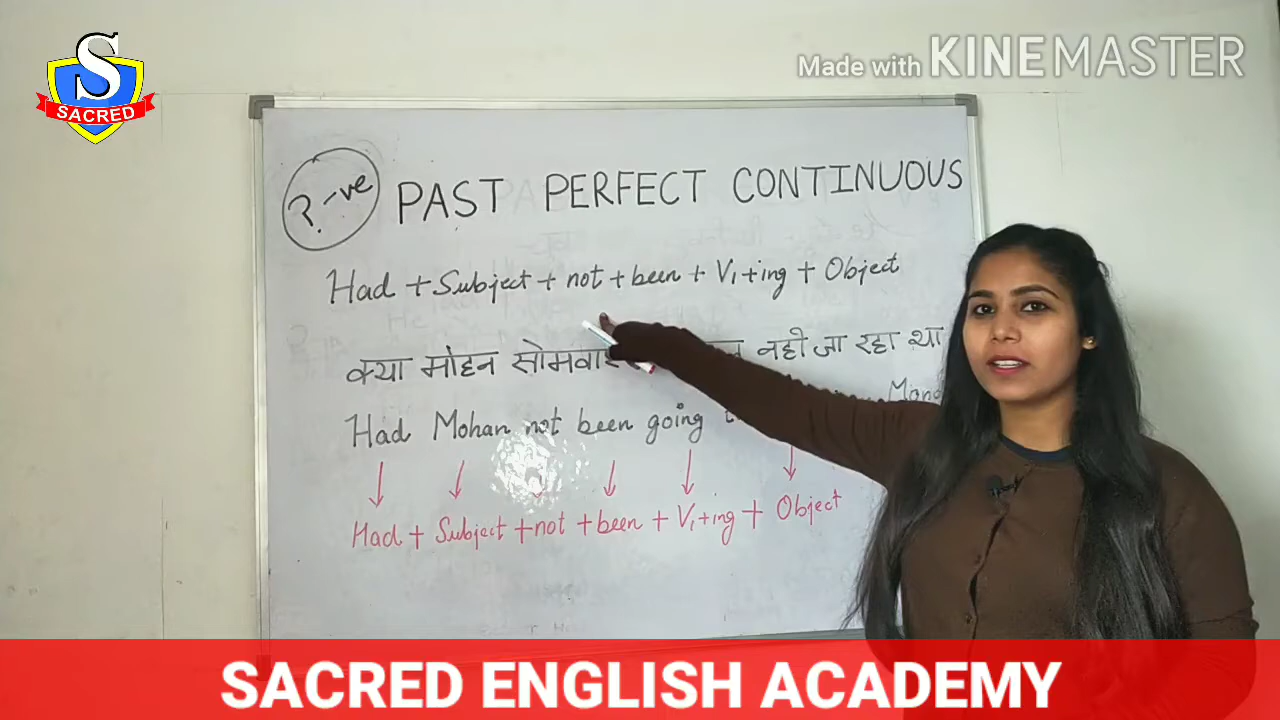 S
SACRED
Made with KINEMASTER
? -ve
PAST PERFECT CONTINUOUS
Had + Subject + not + been + V1 + ing + Object
क्या मोहन सोमवार नही जा रहा था
Had Mohan not been going
Had + Subject + not + been + V1 + ing + Object
SACRED ENGLISH ACADEMY